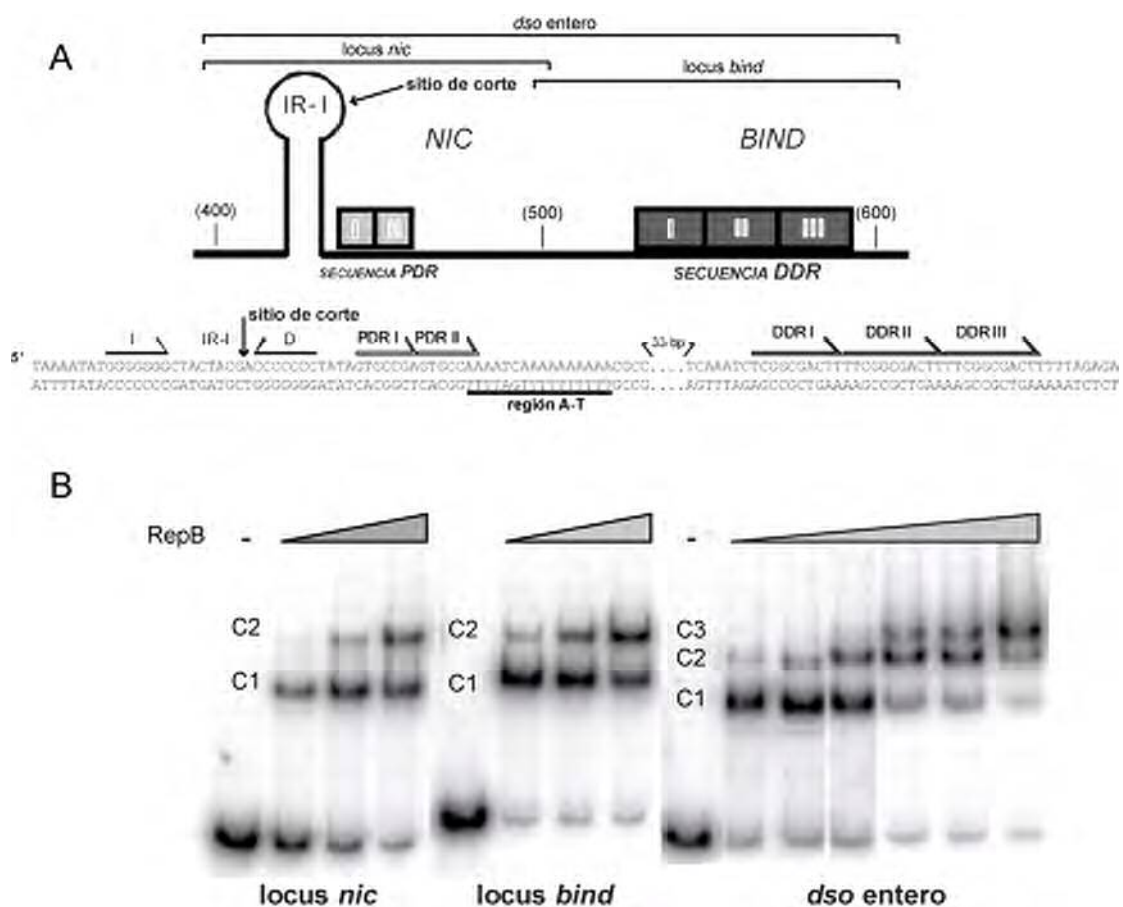 A
dso entero
locus nic
locus bind
sitio de corte
IR-I
NIC
BIND
(400)
(500)
(600)
I II
I II III
SECUENCIA PDR
SECUENCIA DDR
sitio de corte
I IR-I D PDR I PDR II 33 bp DDR I DDR II DDR III
5'
región A-T
B
RepB - -
C2 C2 C3
C2
C1 C1 C1
locus nic locus bind dso entero